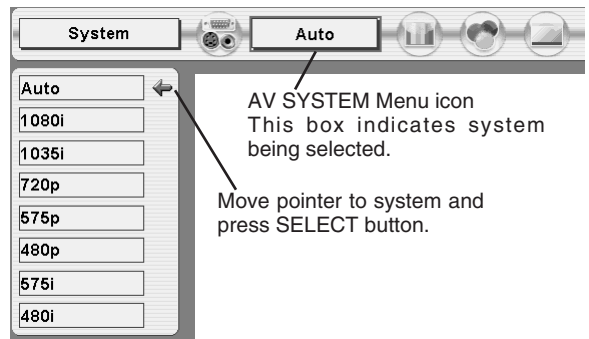 System
Auto
Auto
1080i
1035i
720p
575p
480p
575i
480i
AV SYSTEM Menu icon
This box indicates system
being selected.
Move pointer to system and
press SELECT button.